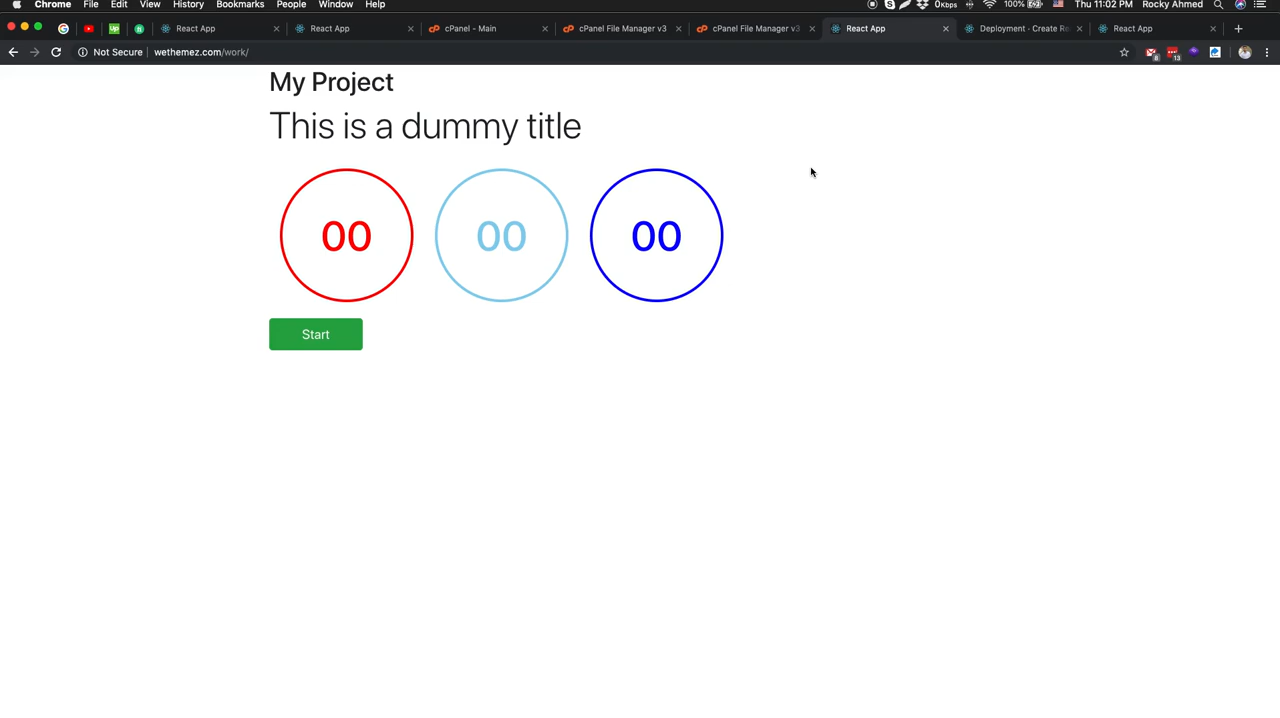 Chrome File Edit View History Bookmarks People Window Help 0Kbps 100% Thu 11:02 PM Rocky Ahmed
React App React App cPanel - Main cPanel File Manager v3 cPanel File Manager v3 React App Deployment · Create Re React App
Not Secure wethemez.com/work/
My Project
This is a dummy title
00 00 00
Start